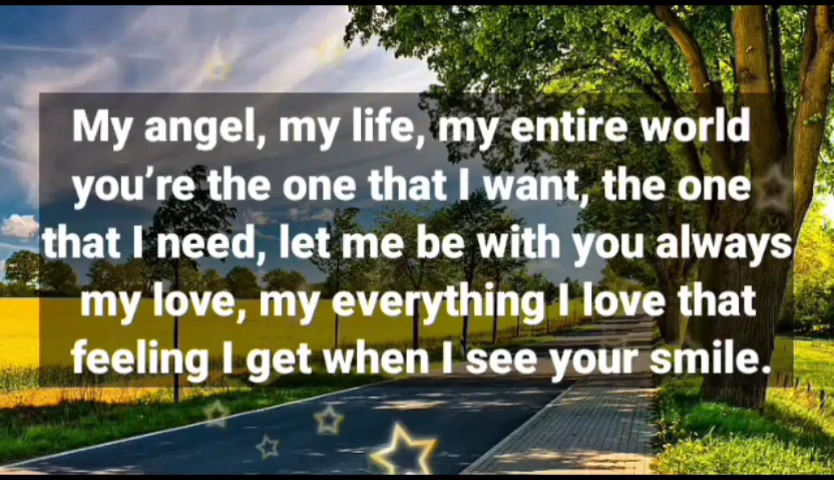 My angel, my life, my entire world
you’re the one that I want, the one
that I need, let me be with you always
my love, my everything I love that
feeling I get when I see your smile.